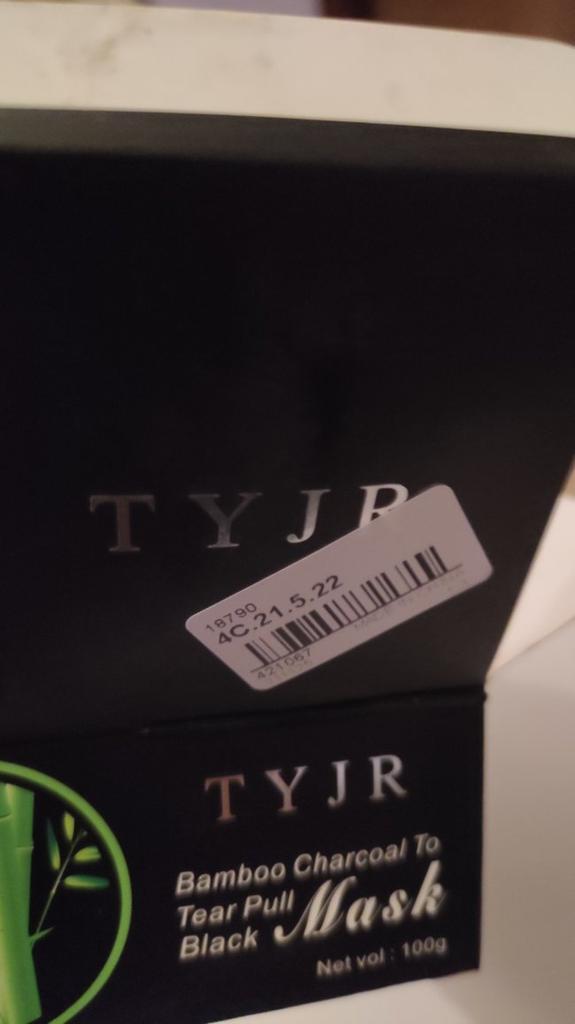 TYJR
18790
4C.21.5.22
421067
TYJR
Bamboo Charcoal To
Tear Pull
Black Mask
Net vol : 100g